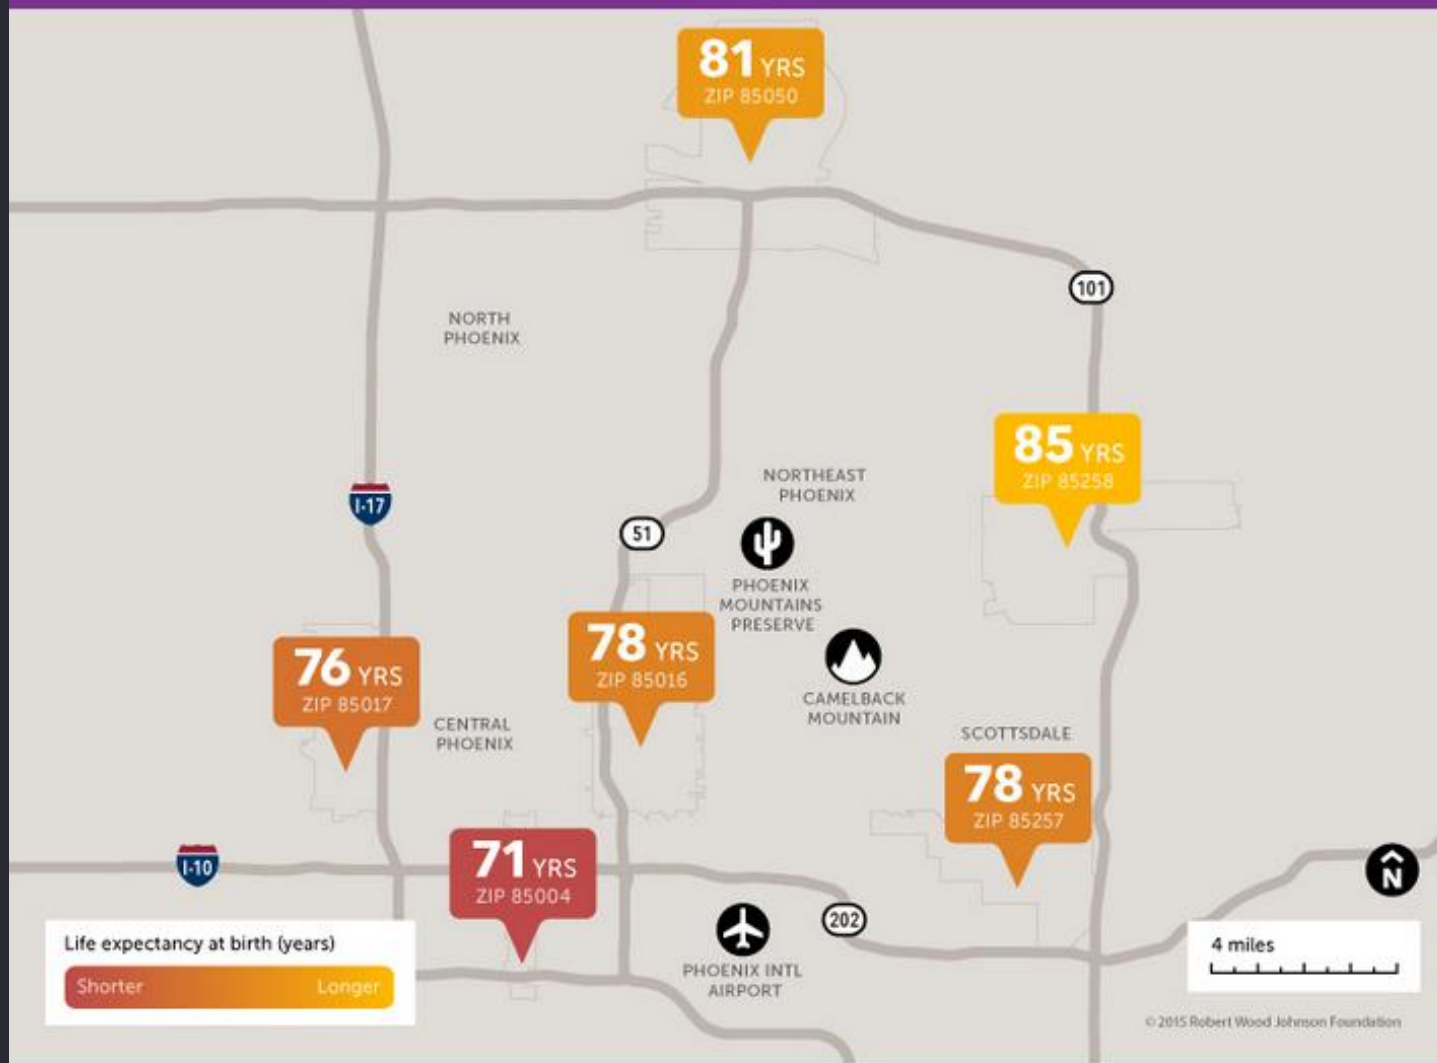 81 YRS
ZIP 85050
101
NORTH
PHOENIX
85 YRS
ZIP 85258
NORTHEAST
PHOENIX
I-17
51
PHOENIX
MOUNTAINS
PRESERVE
78 YRS
ZIP 85016
76 YRS
ZIP 85017
CAMELBACK
MOUNTAIN
CENTRAL
PHOENIX
SCOTTSDALE
78 YRS
ZIP 85257
71 YRS
ZIP 85004
I-10
N
202
PHOENIX INTL
AIRPORT
Life expectancy at birth (years)
Shorter Longer
4 miles
© 2015 Robert Wood Johnson Foundation